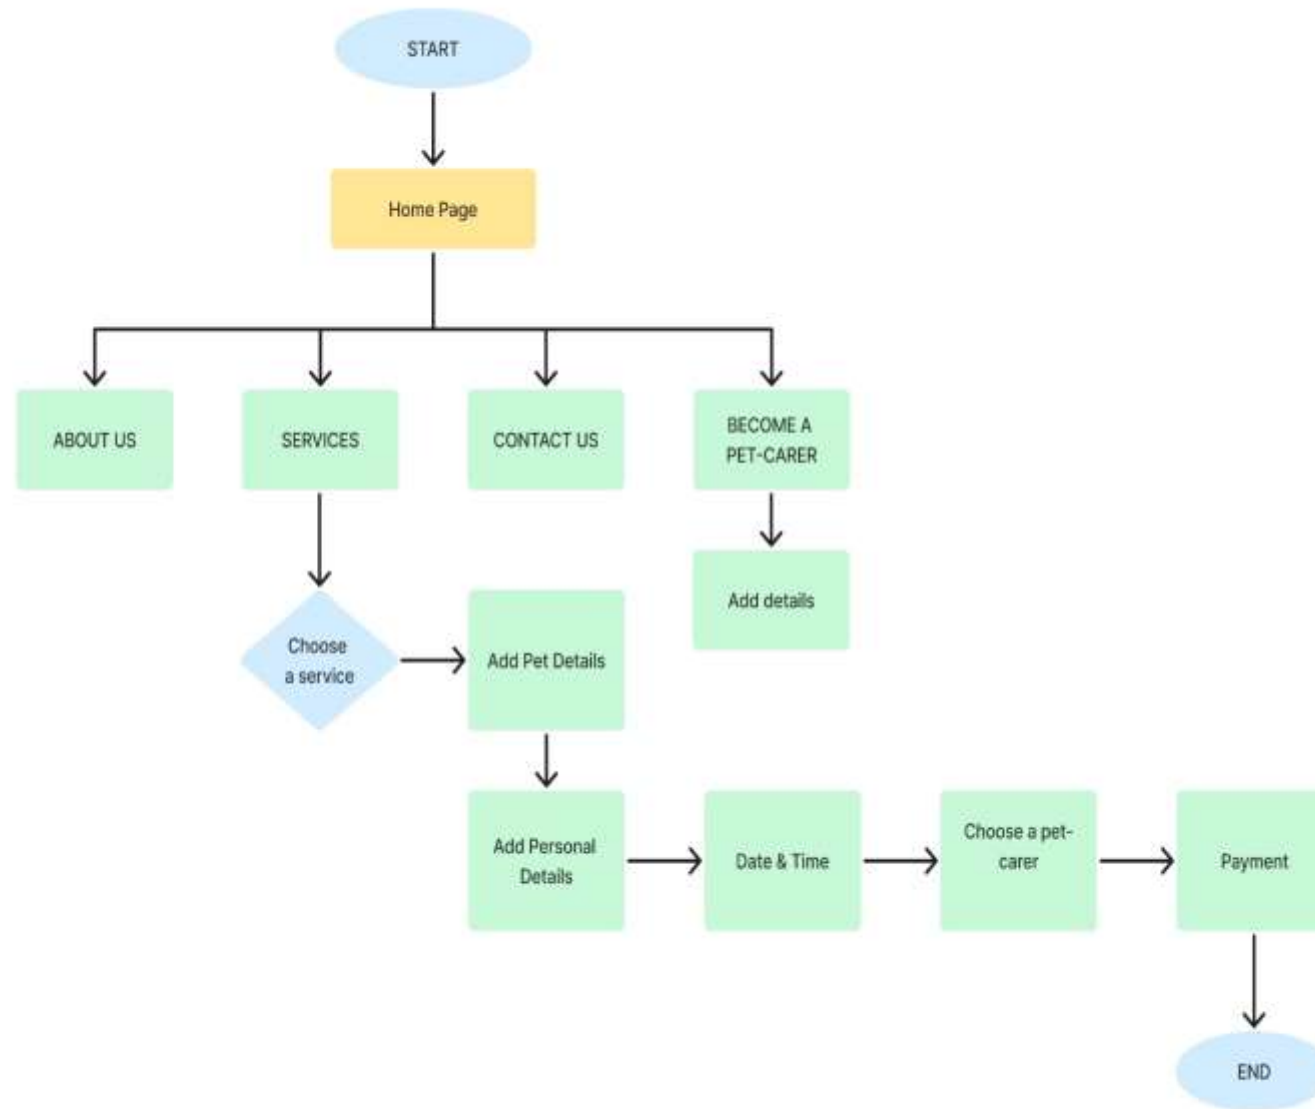 START
Home Page
ABOUT US
SERVICES
CONTACT US
BECOME A
PET-CARER
Add details
Choose
a service
Add Pet Details
Add Personal
Details
Date & Time
Choose a pet-
carer
Payment
END